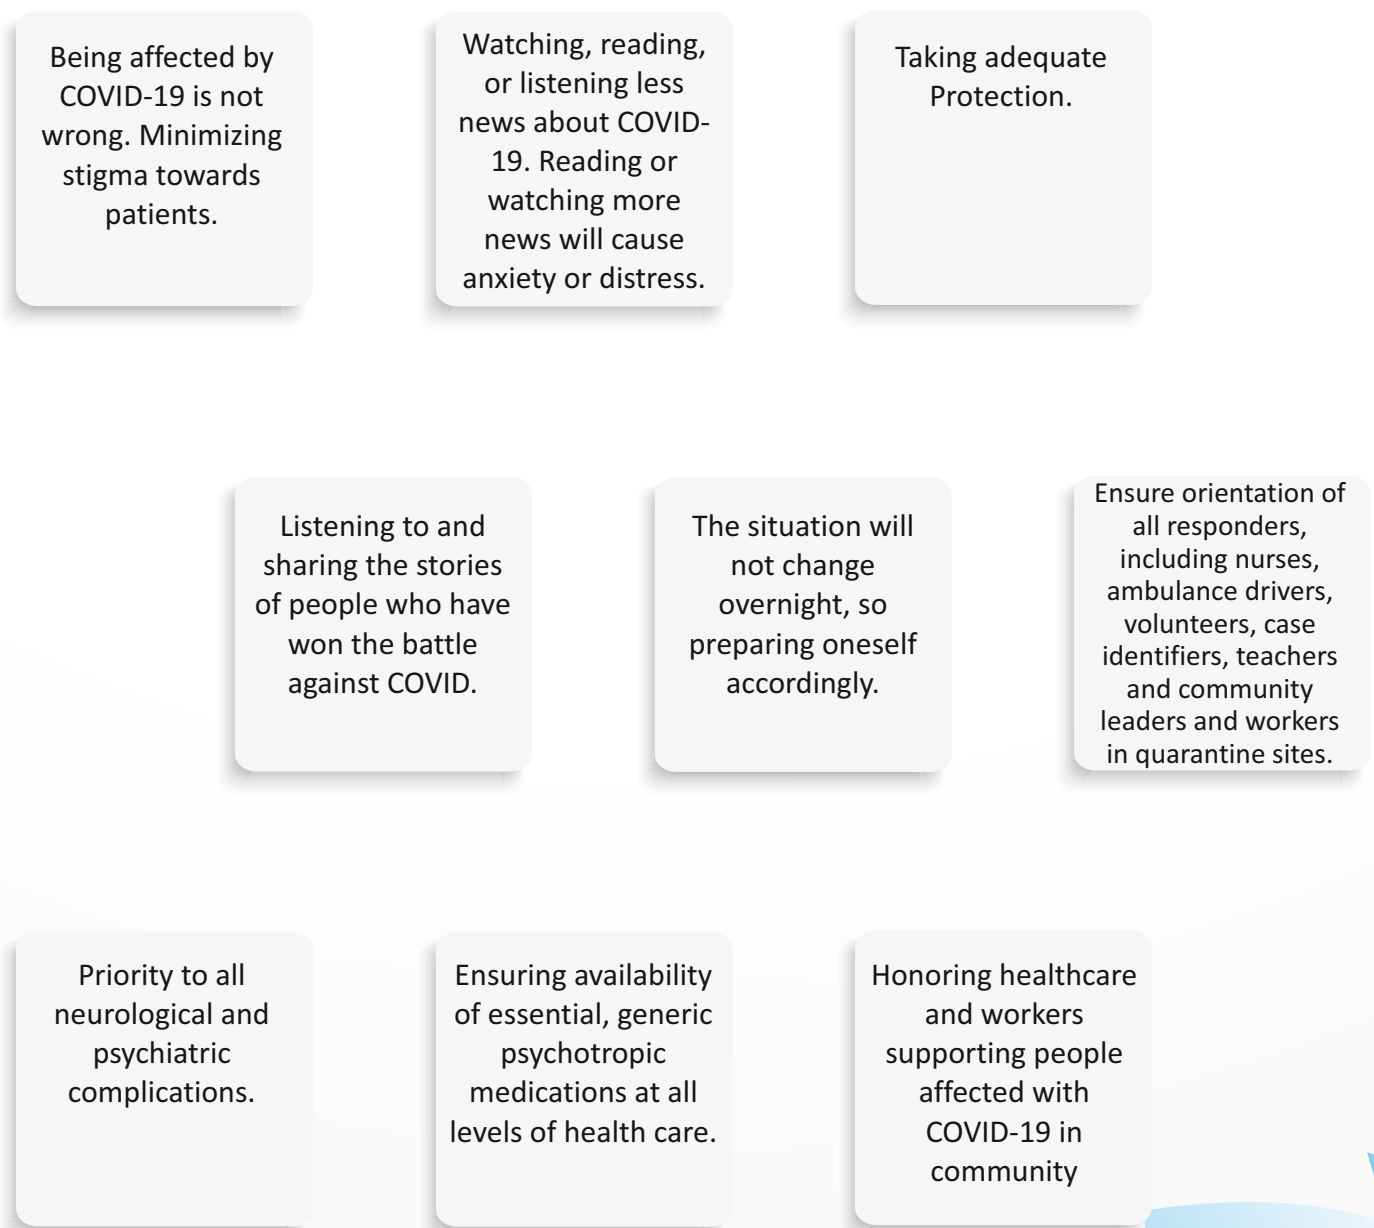 Being affected by
COVID-19 is not
wrong. Minimizing
stigma towards
patients.
Watching, reading,
or listening less
news about COVID-
19. Reading or
watching more
news will cause
anxiety or distress.
Taking adequate
Protection.
Listening to and
sharing the stories
of people who have
won the battle
against COVID.
The situation will
not change
overnight, so
preparing oneself
accordingly.
Ensure orientation of
all responders,
including nurses,
ambulance drivers,
volunteers, case
identifiers, teachers
and community
leaders and workers
in quarantine sites.
Priority to all
neurological and
psychiatric
complications.
Ensuring availability
of essential, generic
psychotropic
medications at all
levels of health care.
Honoring healthcare
and workers
supporting people
affected with
COVID-19 in
community